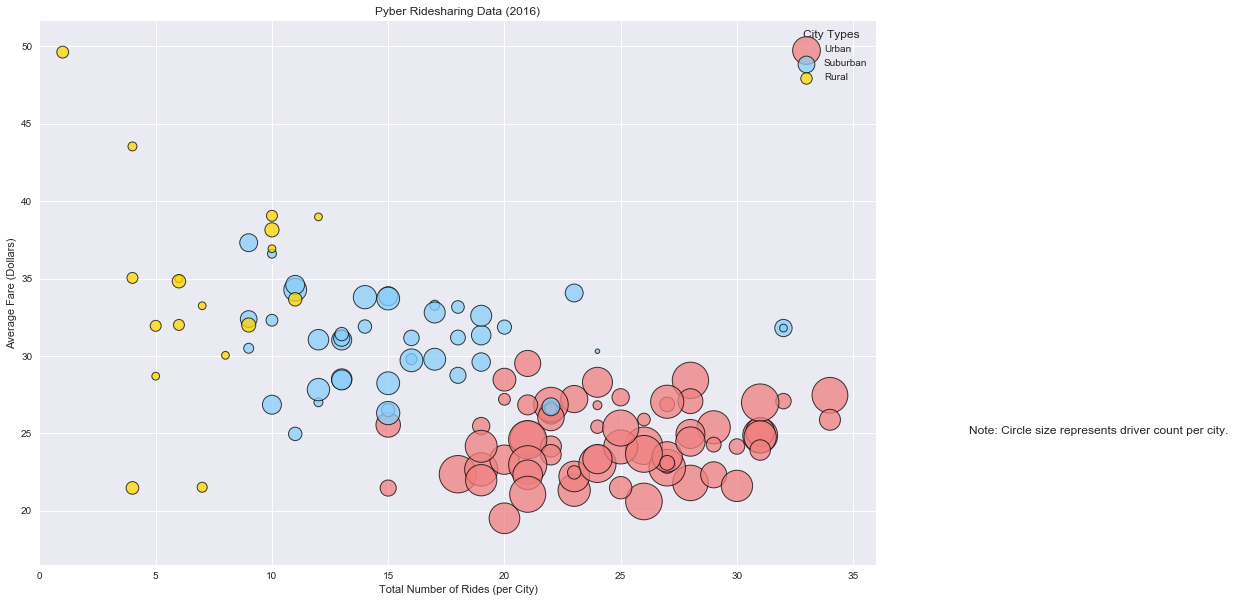 Pyber Ridesharing Data (2016)
City Types
Urban
Suburban
Rural
50
45
40
35
30
25
20
Average Fare (Dollars)
0 5 10 15 20 25 30 35
Total Number of Rides (per City)
Note: Circle size represents driver count per city.